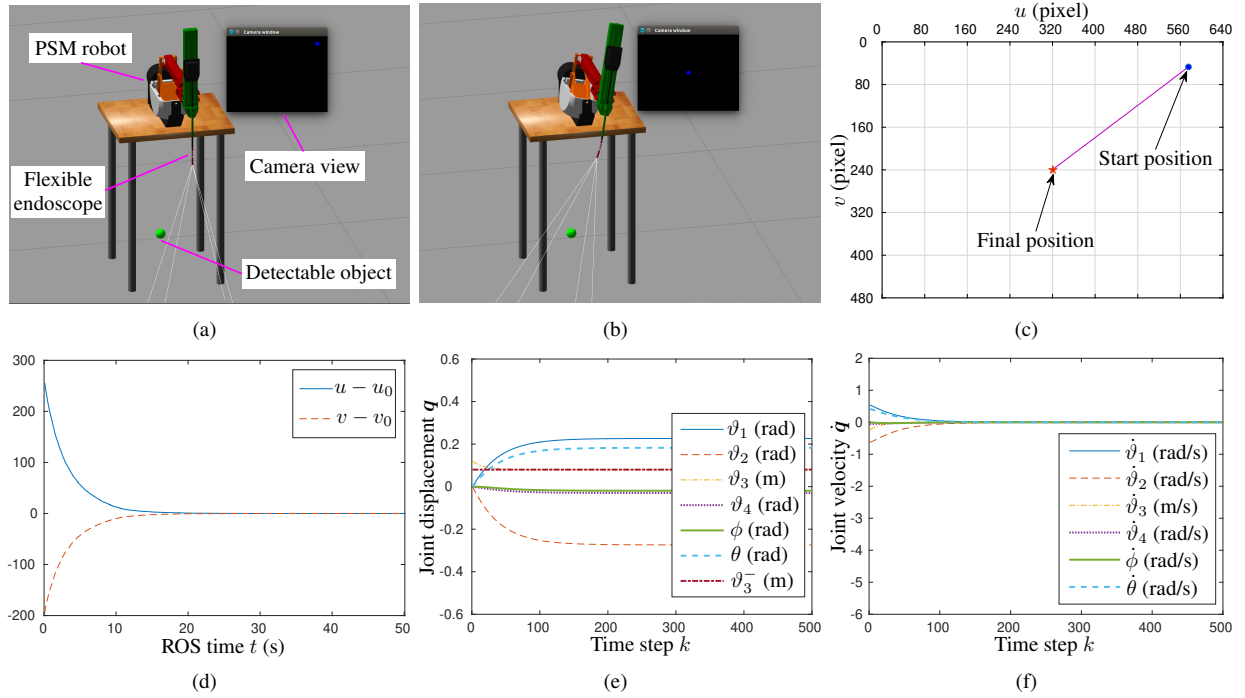 PSM robot
Camera window
Camera view
Flexible
endoscope
Detectable object
(a)
Camera window
(b)
u (pixel)
0 80 160 240 320 400 480 560 640
0
80
160
240
320
400
480
v (pixel)
Start position
Final position
(c)
300
200
100
0
-100
-200
0 10 20 30 40 50
u − u₀
v − v₀
ROS time t (s)
(d)
Joint displacement q
0.6
0.4
0.2
0
-0.2
-0.4
-0.6
0 100 200 300 400 500
ϑ₁ (rad)
ϑ₂ (rad)
ϑ₃ (m)
ϑ₄ (rad)
ϕ (rad)
θ (rad)
ϑ₃⁻ (m)
Time step k
(e)
Joint velocity q̇
2
1
0
-1
-2
-3
-4
-5
-6
0 100 200 300 400 500
ϑ̇₁ (rad/s)
ϑ̇₂ (rad/s)
ϑ̇₃ (m/s)
ϑ̇₄ (rad/s)
ϕ̇ (rad/s)
θ̇ (rad/s)
Time step k
(f)